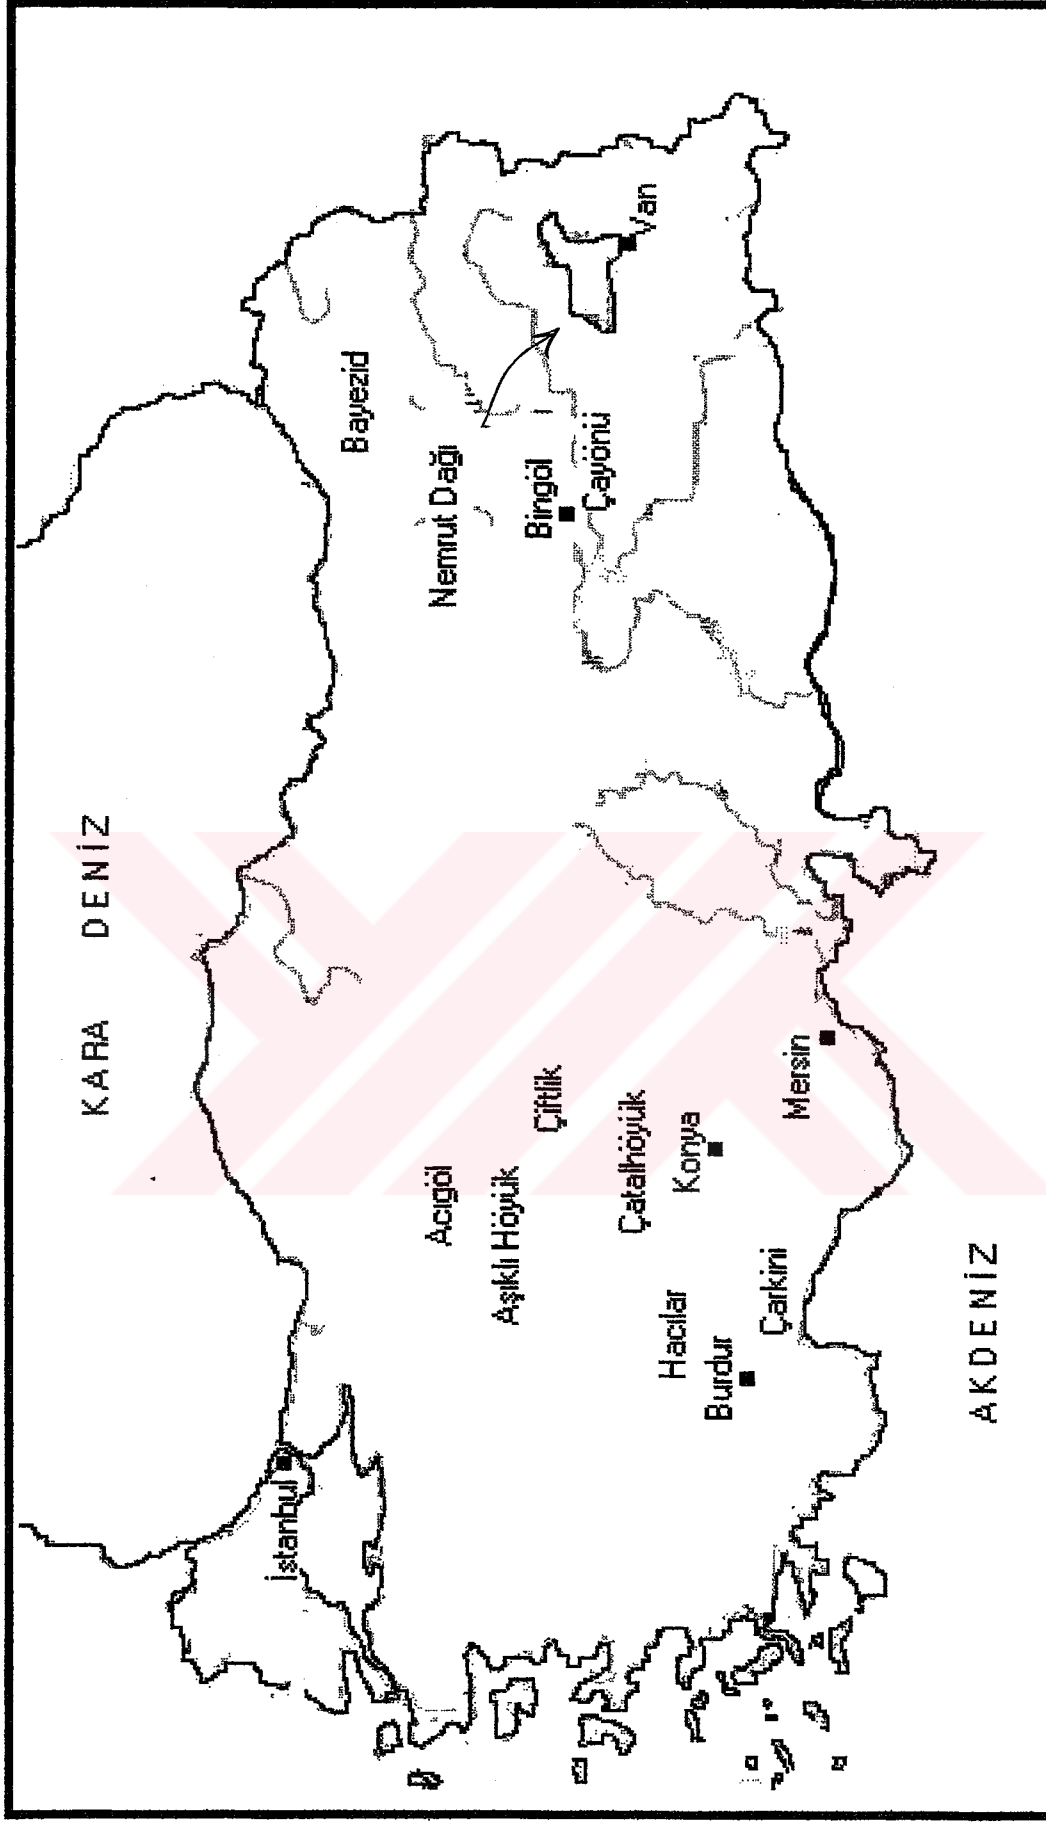 KARA DENİZ
İstanbul
Bayezid
Acıgöl
Nemrut Dağı
Aşıklı Höyük
Çiftlik
Bingöl
Çayönü
Van
Çatalhöyük
Hacılar
Konya
Burdur
Çarkini
Mersin
AKDENİZ